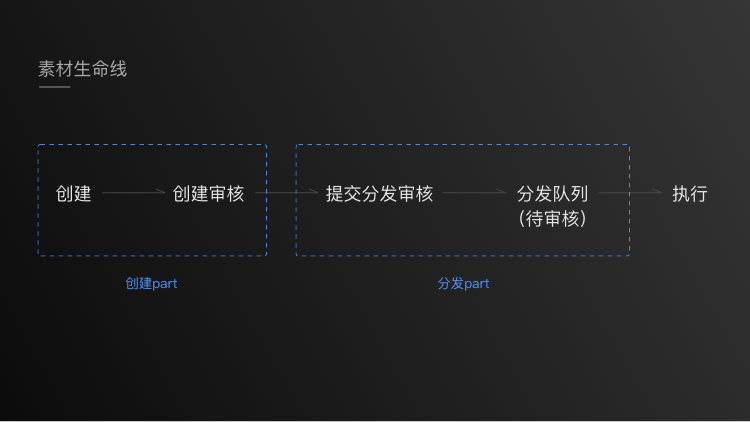 素材生命线
创建
创建审核
提交分发审核
分发队列
（待审核）
执行
创建part
分发part